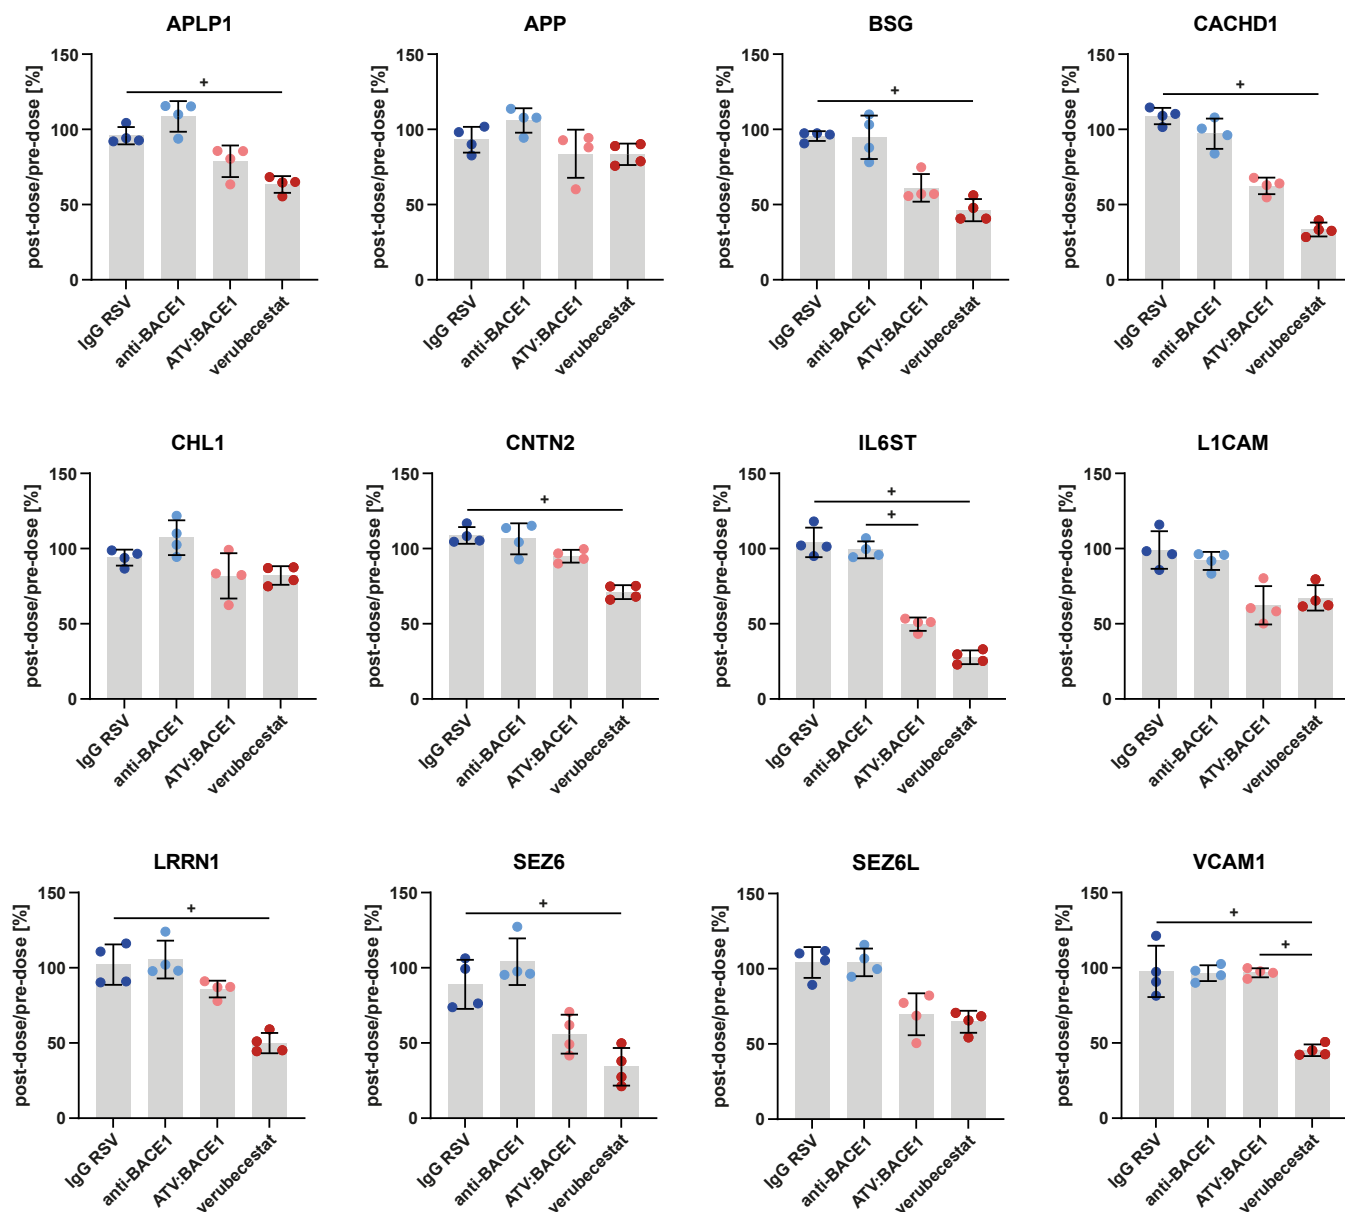 APLP1
APP
BSG
CACHD1
post-dose/pre-dose [%]
150
100
50
0
+
IgG RSV
anti-BACE1
ATV:BACE1
verubecestat
post-dose/pre-dose [%]
150
100
50
0
IgG RSV
anti-BACE1
ATV:BACE1
verubecestat
post-dose/pre-dose [%]
150
100
50
0
+
IgG RSV
anti-BACE1
ATV:BACE1
verubecestat
post-dose/pre-dose [%]
150
100
50
0
+
IgG RSV
anti-BACE1
ATV:BACE1
verubecestat
CHL1
CNTN2
IL6ST
L1CAM
post-dose/pre-dose [%]
150
100
50
0
IgG RSV
anti-BACE1
ATV:BACE1
verubecestat
post-dose/pre-dose [%]
150
100
50
0
+
IgG RSV
anti-BACE1
ATV:BACE1
verubecestat
post-dose/pre-dose [%]
150
100
50
0
+
+
IgG RSV
anti-BACE1
ATV:BACE1
verubecestat
post-dose/pre-dose [%]
150
100
50
0
IgG RSV
anti-BACE1
ATV:BACE1
verubecestat
LRRN1
SEZ6
SEZ6L
VCAM1
post-dose/pre-dose [%]
150
100
50
0
+
IgG RSV
anti-BACE1
ATV:BACE1
verubecestat
post-dose/pre-dose [%]
150
100
50
0
+
IgG RSV
anti-BACE1
ATV:BACE1
verubecestat
post-dose/pre-dose [%]
150
100
50
0
IgG RSV
anti-BACE1
ATV:BACE1
verubecestat
post-dose/pre-dose [%]
150
100
50
0
+
+
IgG RSV
anti-BACE1
ATV:BACE1
verubecestat